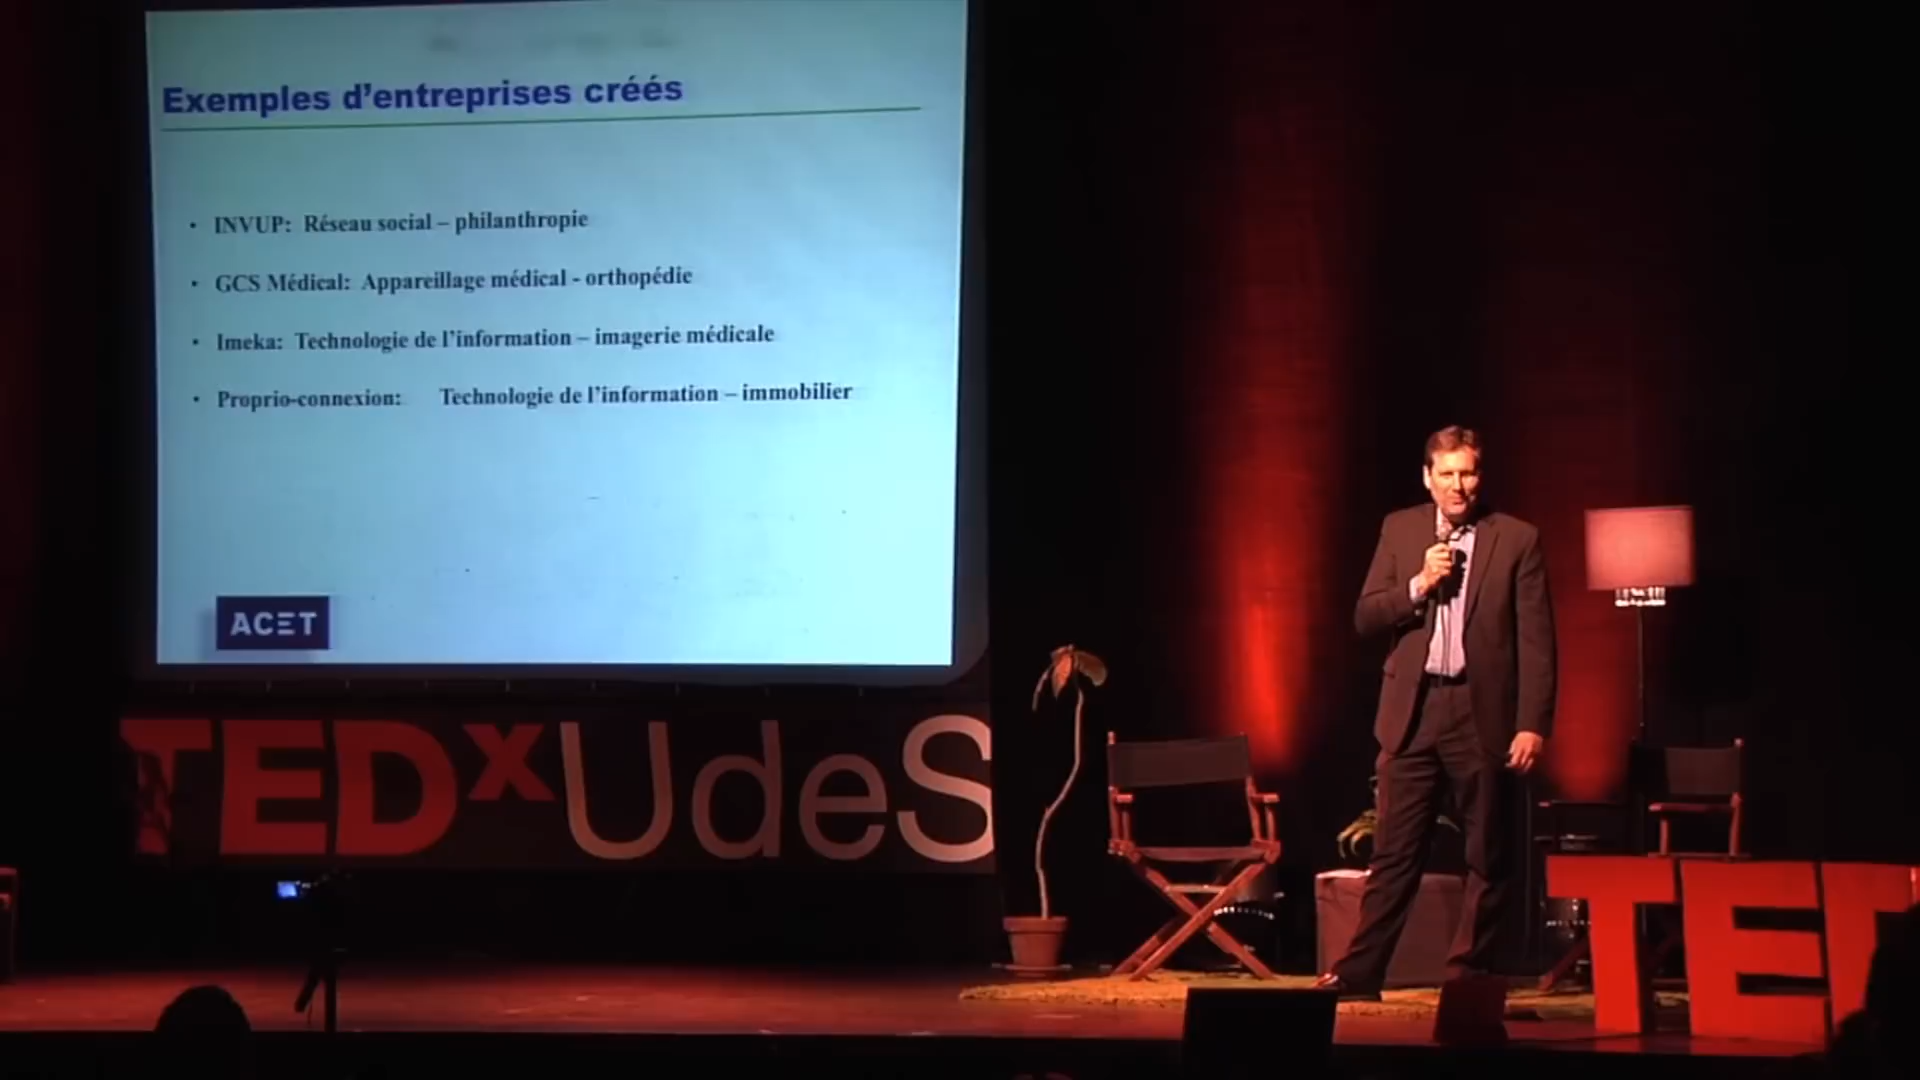 Exemples d'entreprises créés
• INVUP: Réseau social – philanthropie
• GCS Médical: Appareillage médical - orthopédie
• Imeka: Technologie de l'information – imagerie médicale
• Proprio-connexion: Technologie de l'information – immobilier
ACET
TEDxUdeS
TED